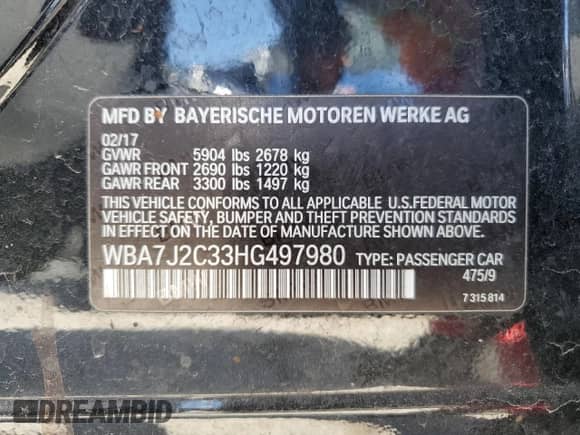 MFD BY BAYERISCHE MOTOREN WERKE AG
02/17
GVWR 5904 lbs 2678 kg
GAWR FRONT 2690 lbs 1220 kg
GAWR REAR 3300 lbs 1497 kg
THIS VEHICLE CONFORMS TO ALL APPLICABLE U.S.FEDERAL MOTOR
VEHICLE SAFETY, BUMPER AND THEFT PREVENTION STANDARDS
IN EFFECT ON THE DATE OF MANUFACTURE SHOWN ABOVE.
WBA7J2C33HG497980 TYPE: PASSENGER CAR
475/9
7 315 814
DREAMBID